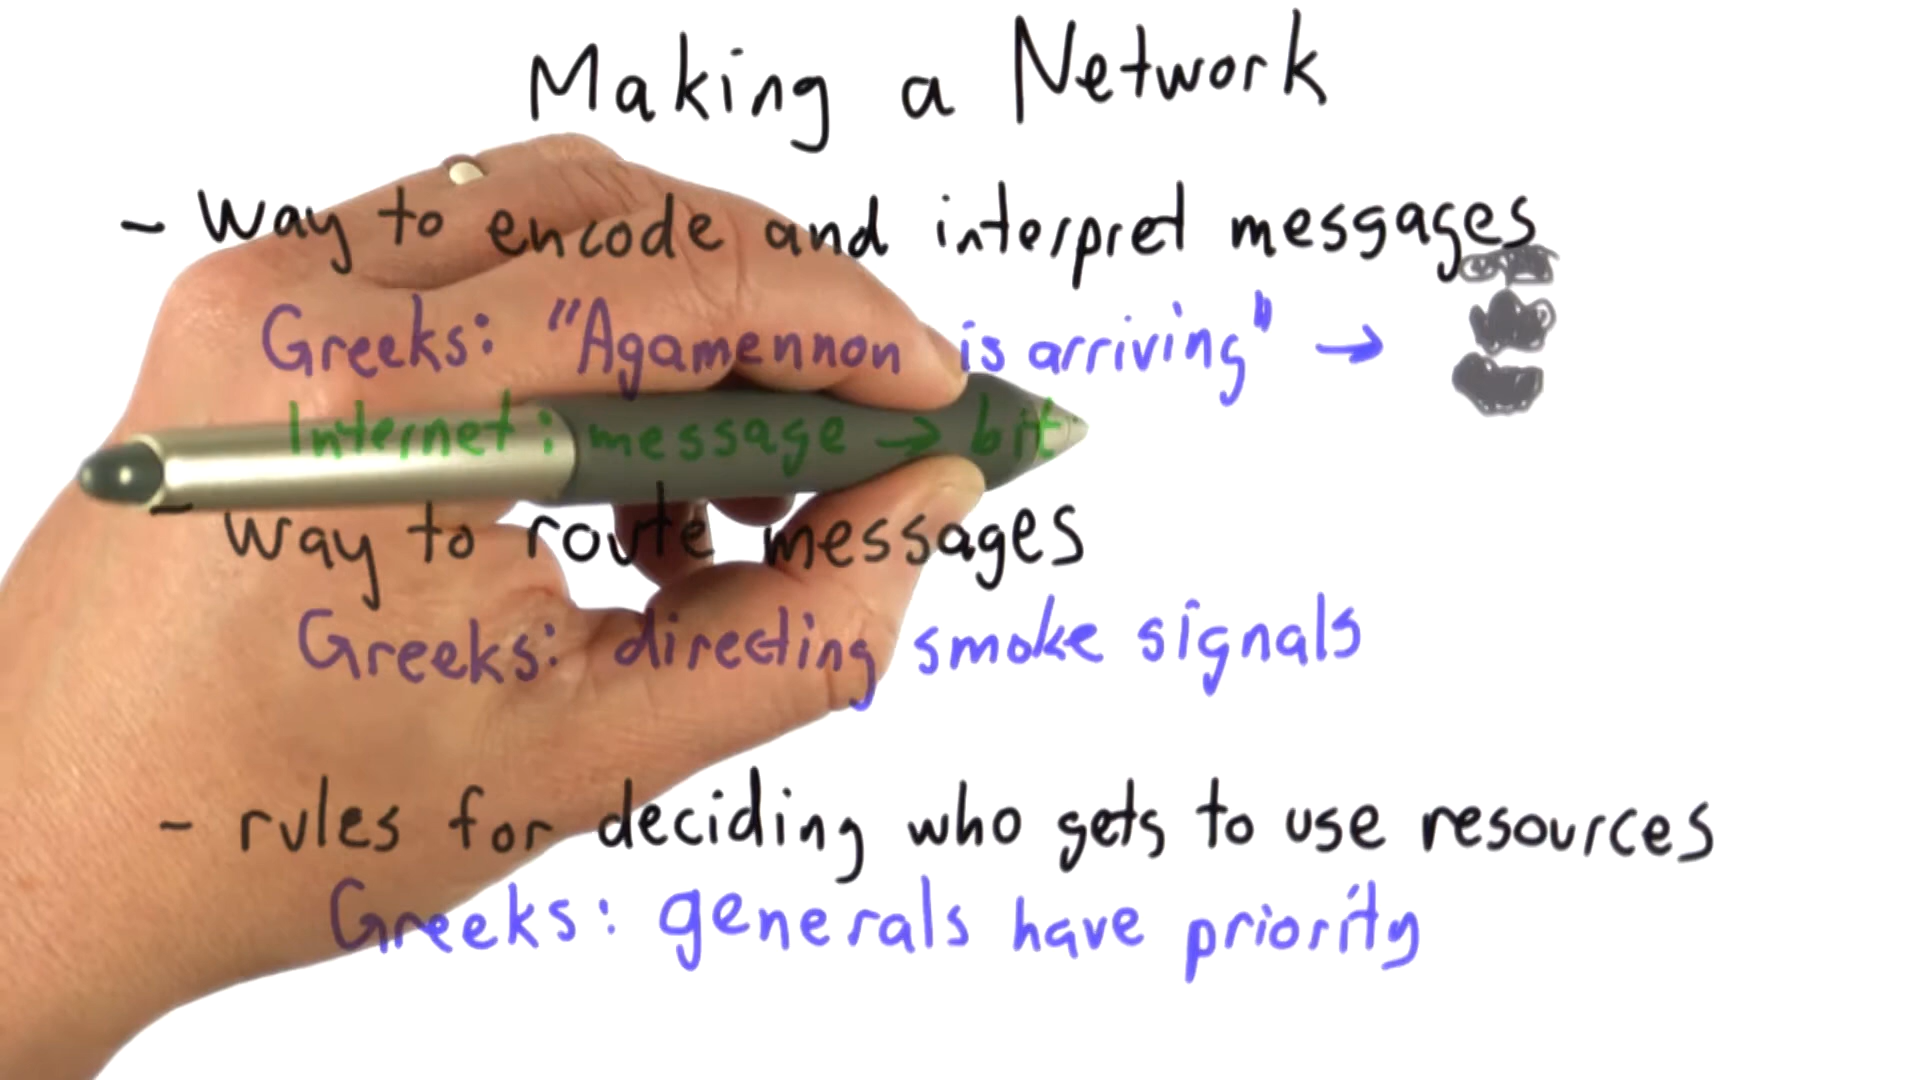 Making a Network
- way to encode and interpret messages
Greeks: "Agamennon is arriving" →
Internet: message → bit
- way to route messages
Greeks: directing smoke signals
- rules for deciding who gets to use resources
Greeks: generals have priority